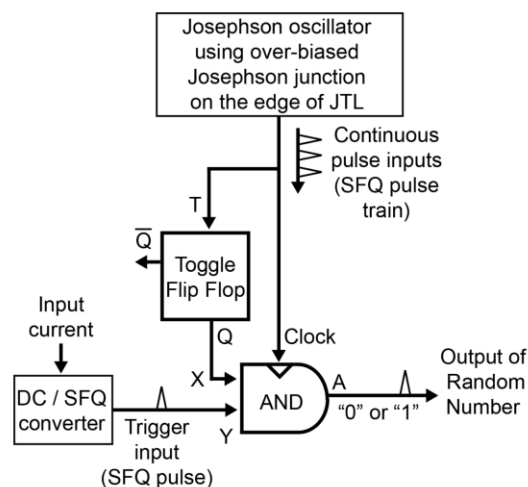 Josephson oscillator
using over-biased
Josephson junction
on the edge of JTL
Continuous
pulse inputs
(SFQ pulse
train)
T
Q̅
Toggle
Flip Flop
Input
current
Q
Clock
DC / SFQ
converter
X
Y
AND
A
"0" or "1"
Output of
Random
Number
Trigger
input
(SFQ pulse)